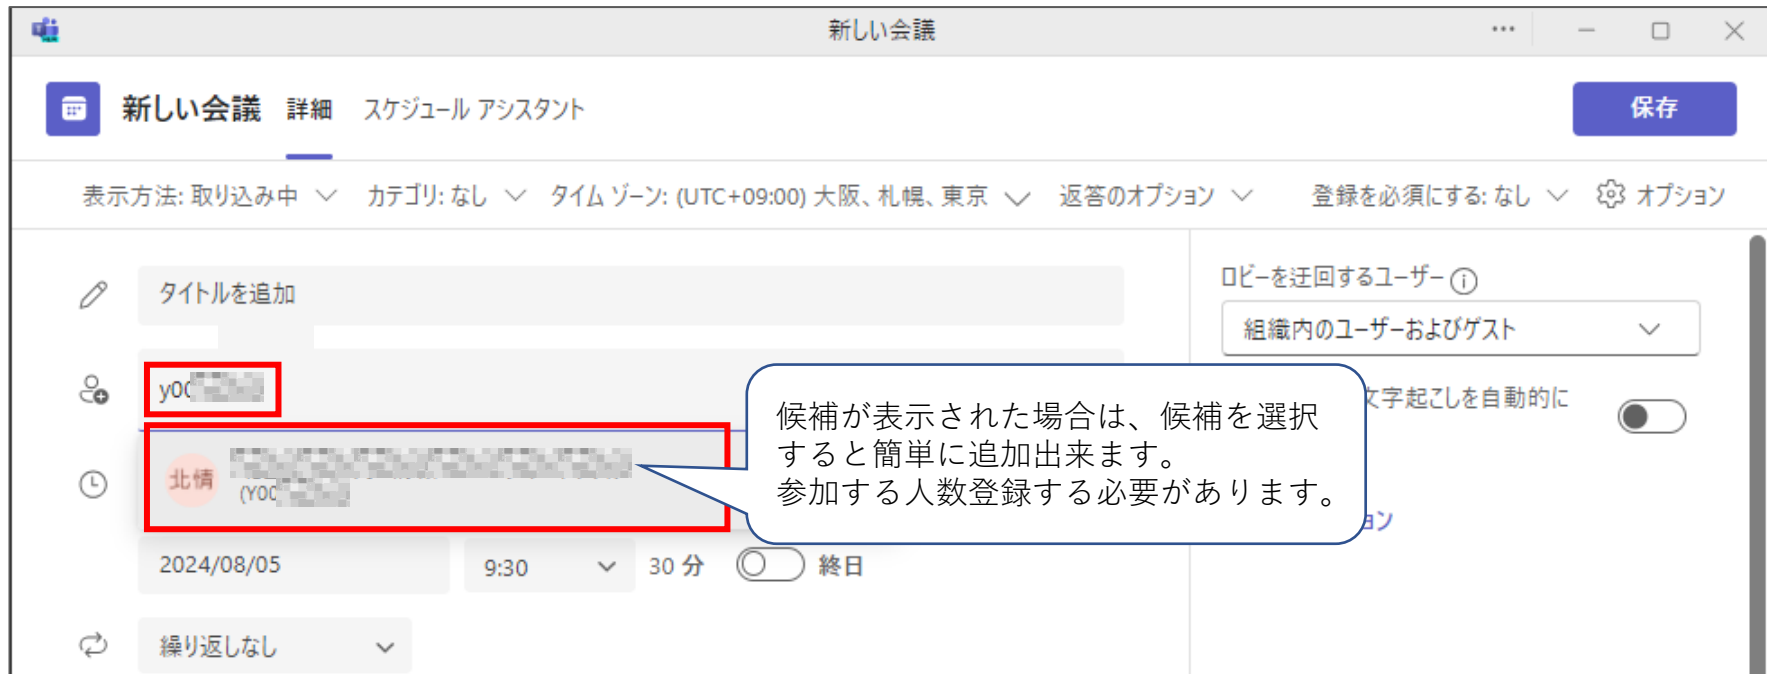 新しい会議
新しい会議 詳細 スケジュール アシスタント 保存
表示方法: 取り込み中 カテゴリ: なし タイム ゾーン: (UTC+09:00) 大阪、札幌、東京 返答のオプション 登録を必須にする: なし オプション
タイトルを追加
ロビーを迂回するユーザー
組織内のユーザーおよびゲスト
y00
文字起こしを自動的に
候補が表示された場合は、候補を選択
すると簡単に追加出来ます。
参加する人数登録する必要があります。
北情
(Y00
ョン
2024/08/05 9:30 30 分 終日
繰り返しなし